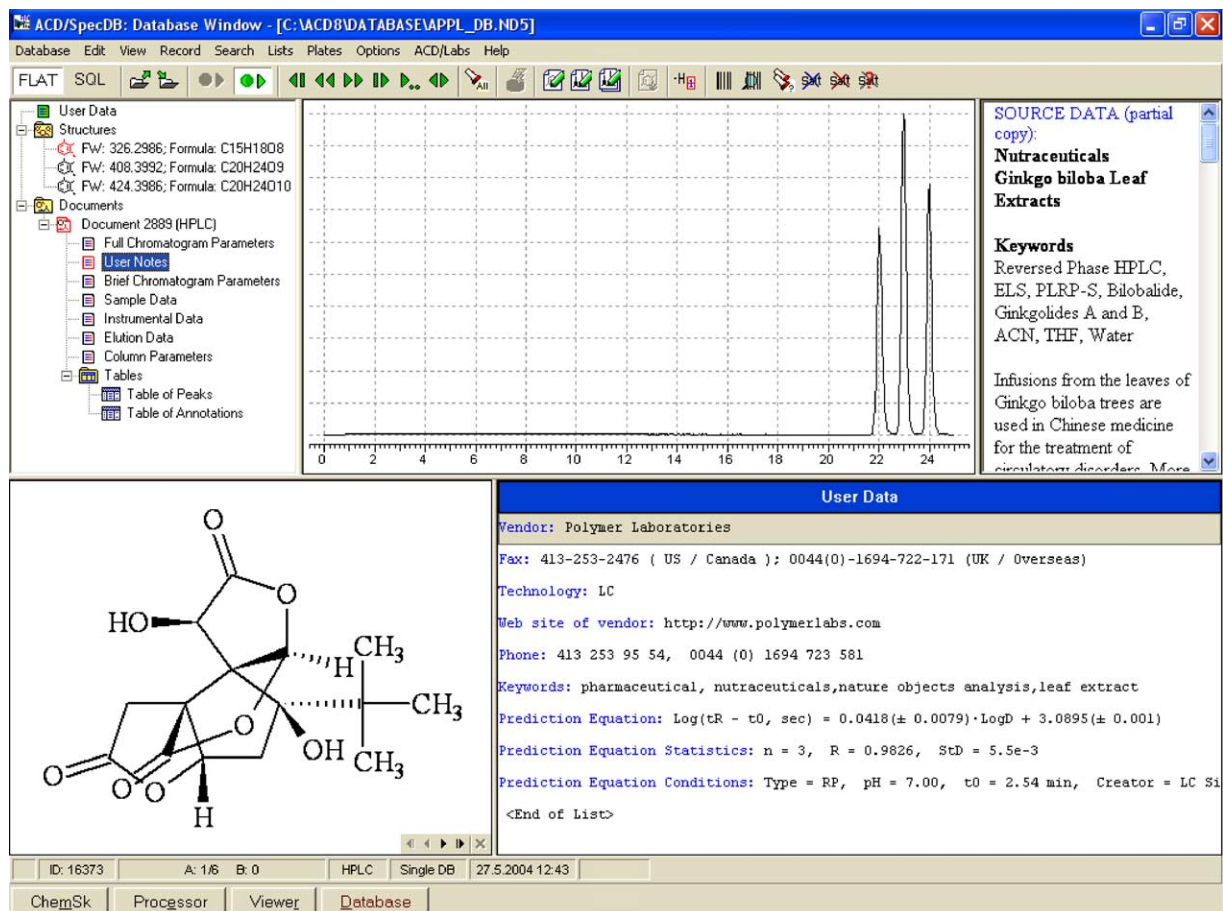 ACD/SpecDB: Database Window - [C:\ACD8\DATABASE\APPL_DB.ND5]
Database Edit View Record Search Lists Plates Options ACD/Labs Help
FLAT SQL All
User Data
Structures
FW: 326.2986; Formula: C15H18O8
FW: 408.3992; Formula: C20H24O9
FW: 424.3986; Formula: C20H24O10
Documents
Document 2889 (HPLC)
Full Chromatogram Parameters
User Notes
Brief Chromatogram Parameters
Sample Data
Instrumental Data
Elution Data
Column Parameters
Tables
Table of Peaks
Table of Annotations
0 2 4 6 8 10 12 14 16 18 20 22 24
SOURCE DATA (partial
copy):
Nutraceuticals
Ginkgo biloba Leaf
Extracts
Keywords
Reversed Phase HPLC,
ELS, PLRP-S, Bilobalide,
Ginkgolides A and B,
ACN, THF, Water
Infusions from the leaves of
Ginkgo biloba trees are
used in Chinese medicine
for the treatment of
circulatory disorders. More
O
O
HO
H
CH3
CH3
O
OH
CH3
O
O
O
H
User Data
Vendor: Polymer Laboratories
Fax: 413-253-2476 ( US / Canada ); 0044(0)-1694-722-171 (UK / Overseas)
Technology: LC
Web site of vendor: http://www.polymerlabs.com
Phone: 413 253 95 54, 0044 (0) 1694 723 581
Keywords: pharmaceutical, nutraceuticals,nature objects analysis,leaf extract
Prediction Equation: Log(tR - t0, sec) = 0.0418(± 0.0079)·LogD + 3.0895(± 0.001)
Prediction Equation Statistics: n = 3, R = 0.9826, StD = 5.5e-3
Prediction Equation Conditions: Type = RP, pH = 7.00, t0 = 2.54 min, Creator = LC Si
<End of List>
ID: 16373 A: 1/6 B: 0 HPLC Single DB 27.5.2004 12:43
ChemSk Processor Viewer Database